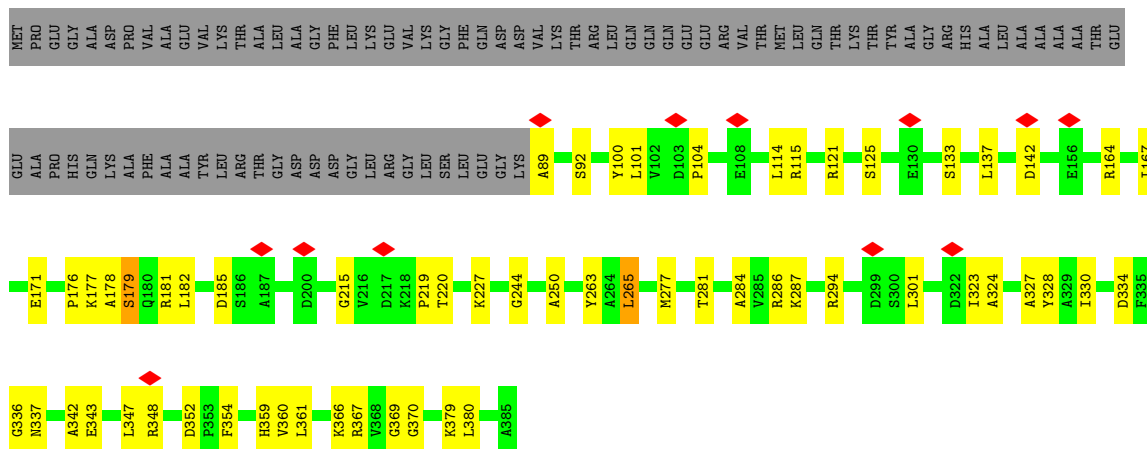 MET PRO GLU GLY ALA ASP PRO VAL ALA GLU VAL LYS THR ALA LEU ALA GLY PHE LEU LYS GLU VAL LYS GLY PHE GLN ASP ASP VAL LYS THR ARG LEU GLN GLN GLN GLU GLU ARG VAL THR MET LEU GLN THR LYS THR TYR ALA GLY ARG HIS ALA LEU ALA ALA ALA ALA THR GLU
GLU ALA PRO HIS GLN LYS ALA PHE ALA ALA TYR LEU ARG THR GLY ASP ASP ASP GLY LEU ARG GLY LEU SER LEU GLU GLY LYS A89 S92 Y100 L101 V102 D103 P104 E108 L114 R115 R121 S125 E130 S133 L137 D142 E156 R164
E171 P176 K177 A178 S179 Q180 R181 L182 D185 S186 A187 D200 G215 V216 D217 K218 P219 T220 K227 G244 A250 Y263 A264 L265 M277 T281 A284 V285 R286 K287 R294 D299 S300 L301 D322 I323 A324 A327 Y328 A329 I330 D334 F335
G336 N337 A342 E343 L347 R348 D352 P353 F354 H359 V360 L361 K366 R367 V368 G369 G370 K379 L380 A385